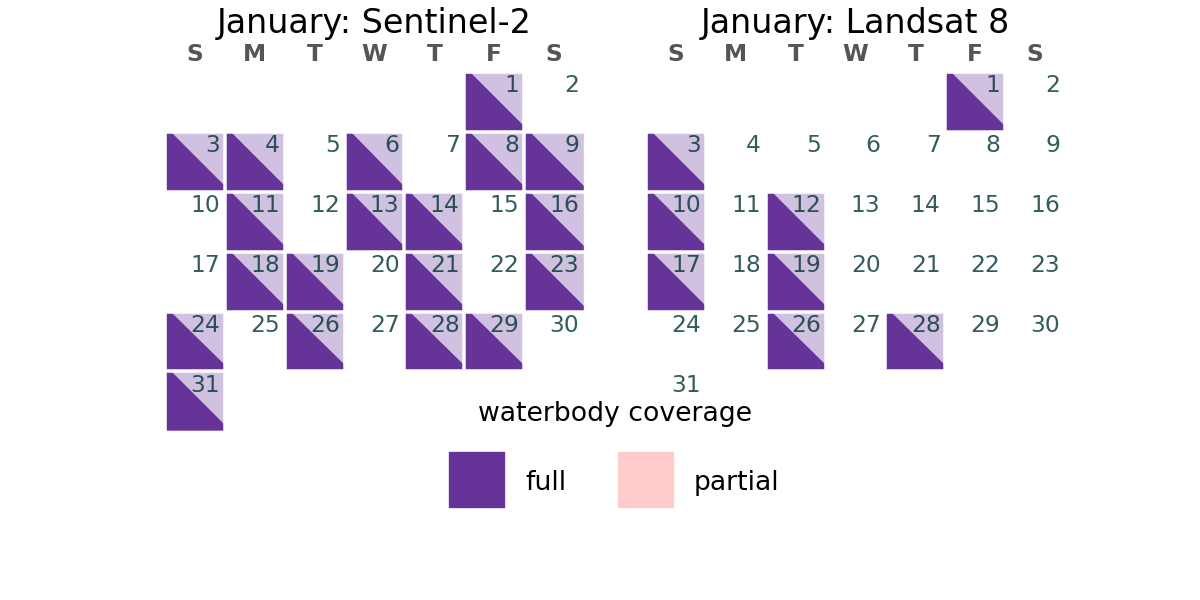 January: Sentinel-2
S M T W T F S
1 2
3 4 5 6 7 8 9
10 11 12 13 14 15 16
17 18 19 20 21 22 23
24 25 26 27 28 29 30
31
January: Landsat 8
S M T W T F S
1 2
3 4 5 6 7 8 9
10 11 12 13 14 15 16
17 18 19 20 21 22 23
24 25 26 27 28 29 30
31
waterbody coverage
full
partial